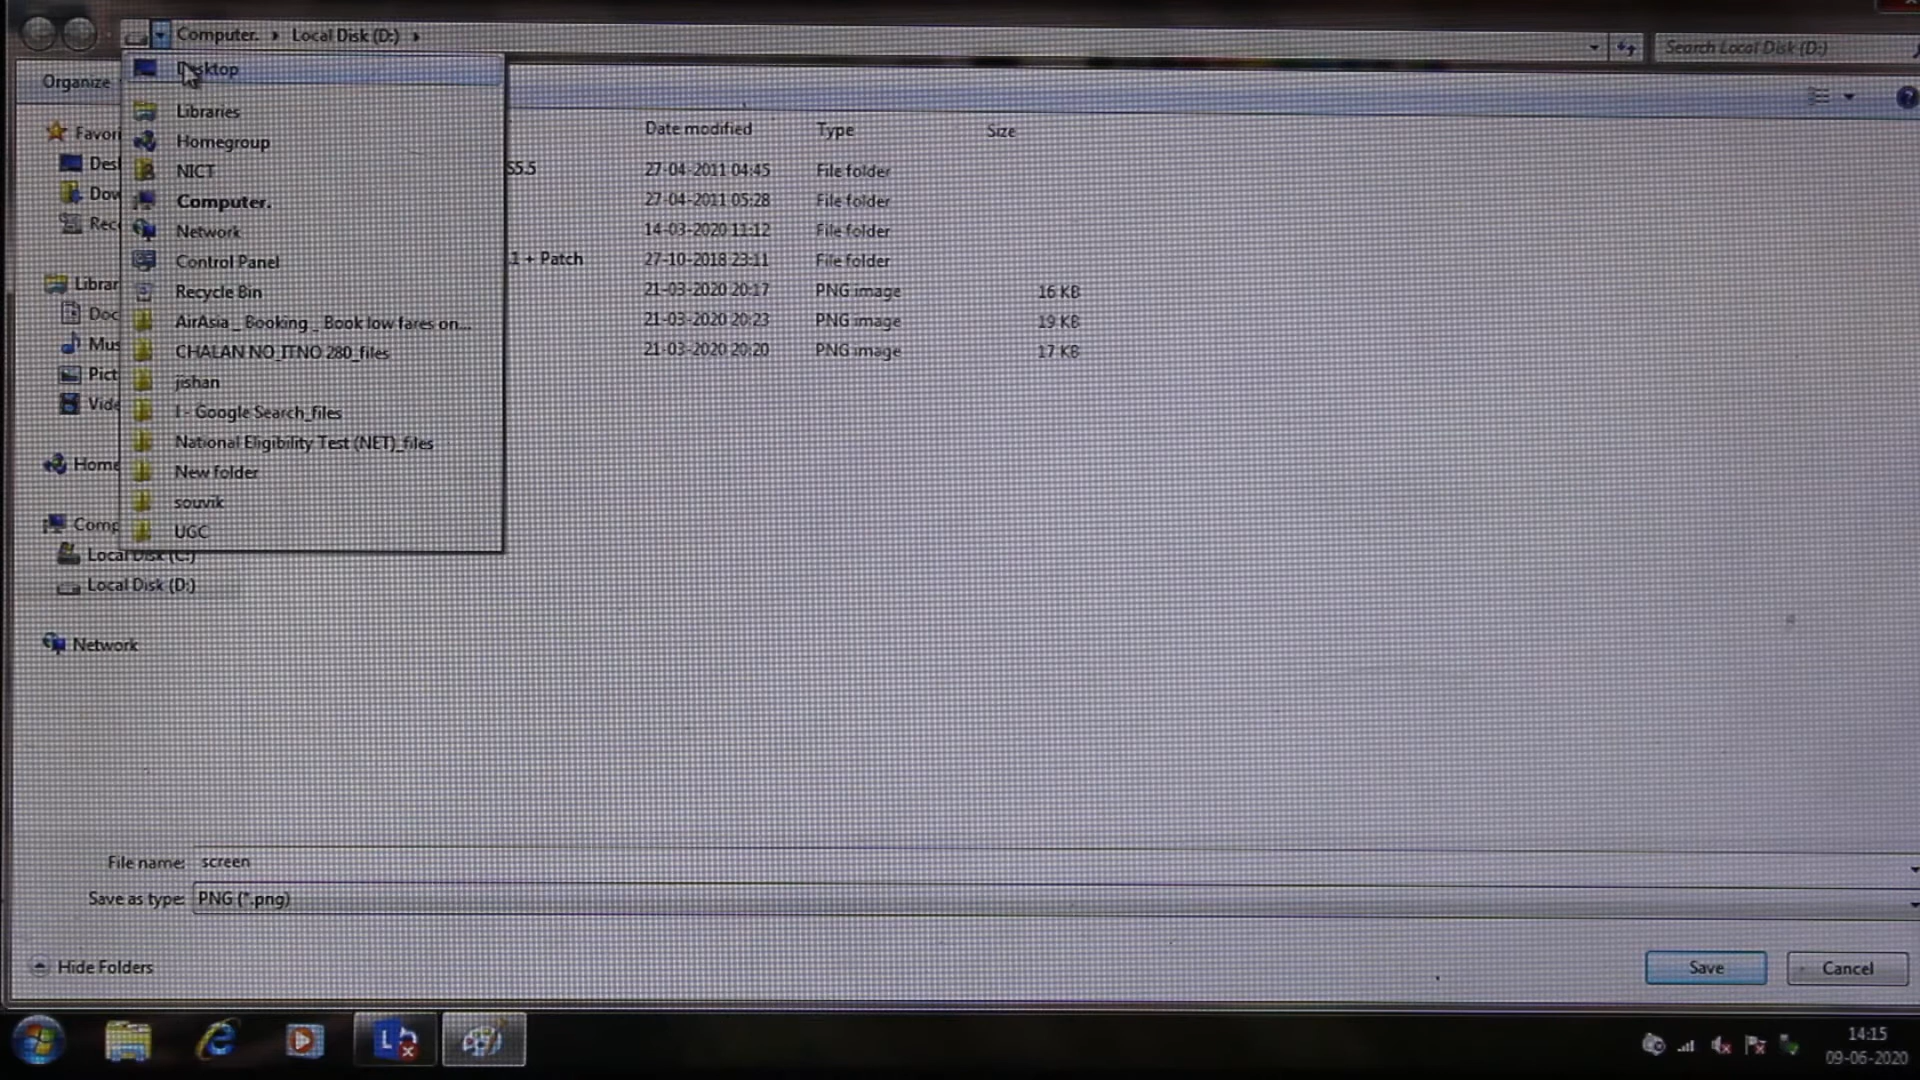 Computer. Local Disk (D:)
Search Local Disk (D:)
Organize
Desktop
Libraries
Homegroup
NICT
Computer.
Network
Control Panel
Recycle Bin
AirAsia _ Booking _ Book low fares on...
CHALAN NO_ITNO 280_files
jishan
l - Google Search_files
National Eligibility Test (NET)_files
New folder
souvik
UGC
Favor
Des
Dow
Rec
Librar
Doc
Mus
Pict
Vide
Home
Comp
Local Disk (C:)
Local Disk (D:)
Network
Date modified Type Size
S5.5 27-04-2011 04:45 File folder
27-04-2011 05:28 File folder
14-03-2020 11:12 File folder
.1 + Patch 27-10-2018 23:11 File folder
21-03-2020 20:17 PNG image 16 KB
21-03-2020 20:23 PNG image 19 KB
21-03-2020 20:20 PNG image 17 KB
File name: screen
Save as type: PNG (*.png)
Hide Folders
Save Cancel
L
14:15
09-06-2020